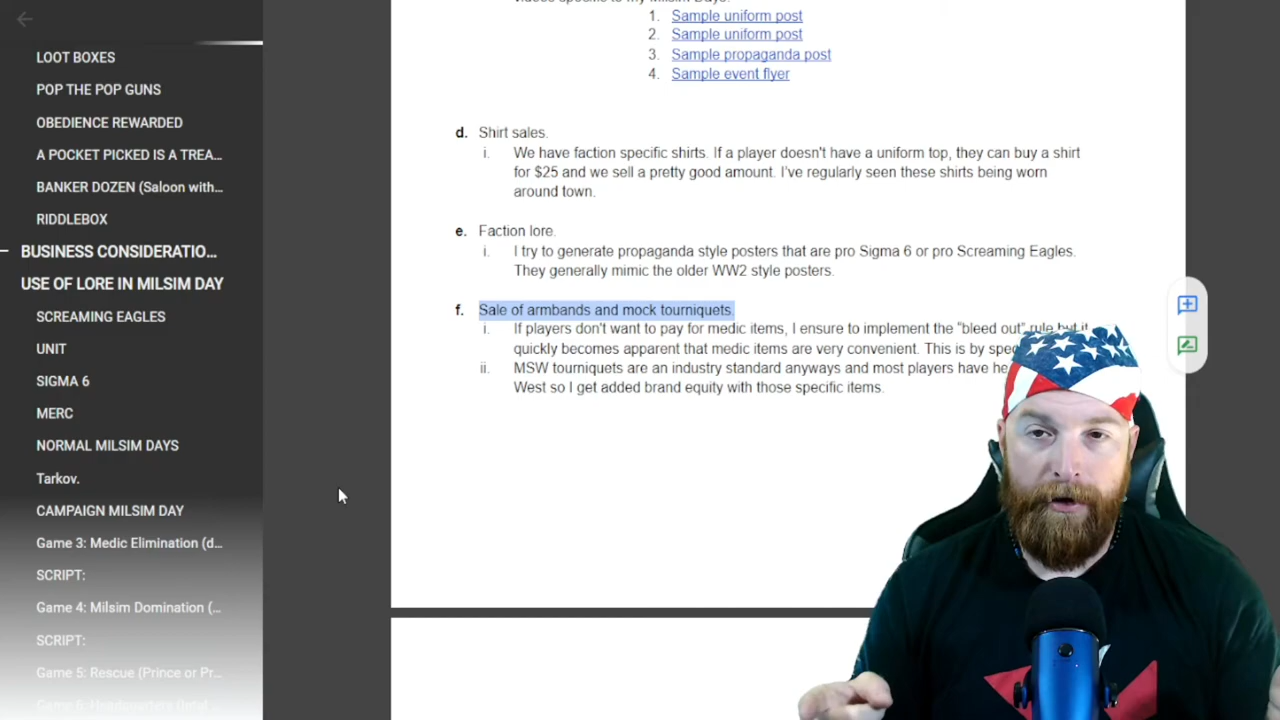 LOOT BOXES
POP THE POP GUNS
OBEDIENCE REWARDED
A POCKET PICKED IS A TREA...
BANKER DOZEN (Saloon with...
RIDDLEBOX
BUSINESS CONSIDERATIO...
USE OF LORE IN MILSIM DAY
SCREAMING EAGLES
UNIT
SIGMA 6
MERC
NORMAL MILSIM DAYS
Tarkov.
CAMPAIGN MILSIM DAY
Game 3: Medic Elimination (d...
SCRIPT:
Game 4: Milsim Domination (...
SCRIPT:
Game 5: Rescue (Prince or Pr...
videos specific to my Milsim Days.
1. Sample uniform post
2. Sample uniform post
3. Sample propaganda post
4. Sample event flyer
d. Shirt sales.
i. We have faction specific shirts. If a player doesn't have a uniform top, they can buy a shirt
for $25 and we sell a pretty good amount. I've regularly seen these shirts being worn
around town.
e. Faction lore.
i. I try to generate propaganda style posters that are pro Sigma 6 or pro Screaming Eagles.
They generally mimic the older WW2 style posters.
f. Sale of armbands and mock tourniquets.
i. If players don't want to pay for medic items, I ensure to implement the "bleed out" rule but it
quickly becomes apparent that medic items are very convenient. This is by
ii. MSW tourniquets are an industry standard anyways and most players have
West so I get added brand equity with those specific items.